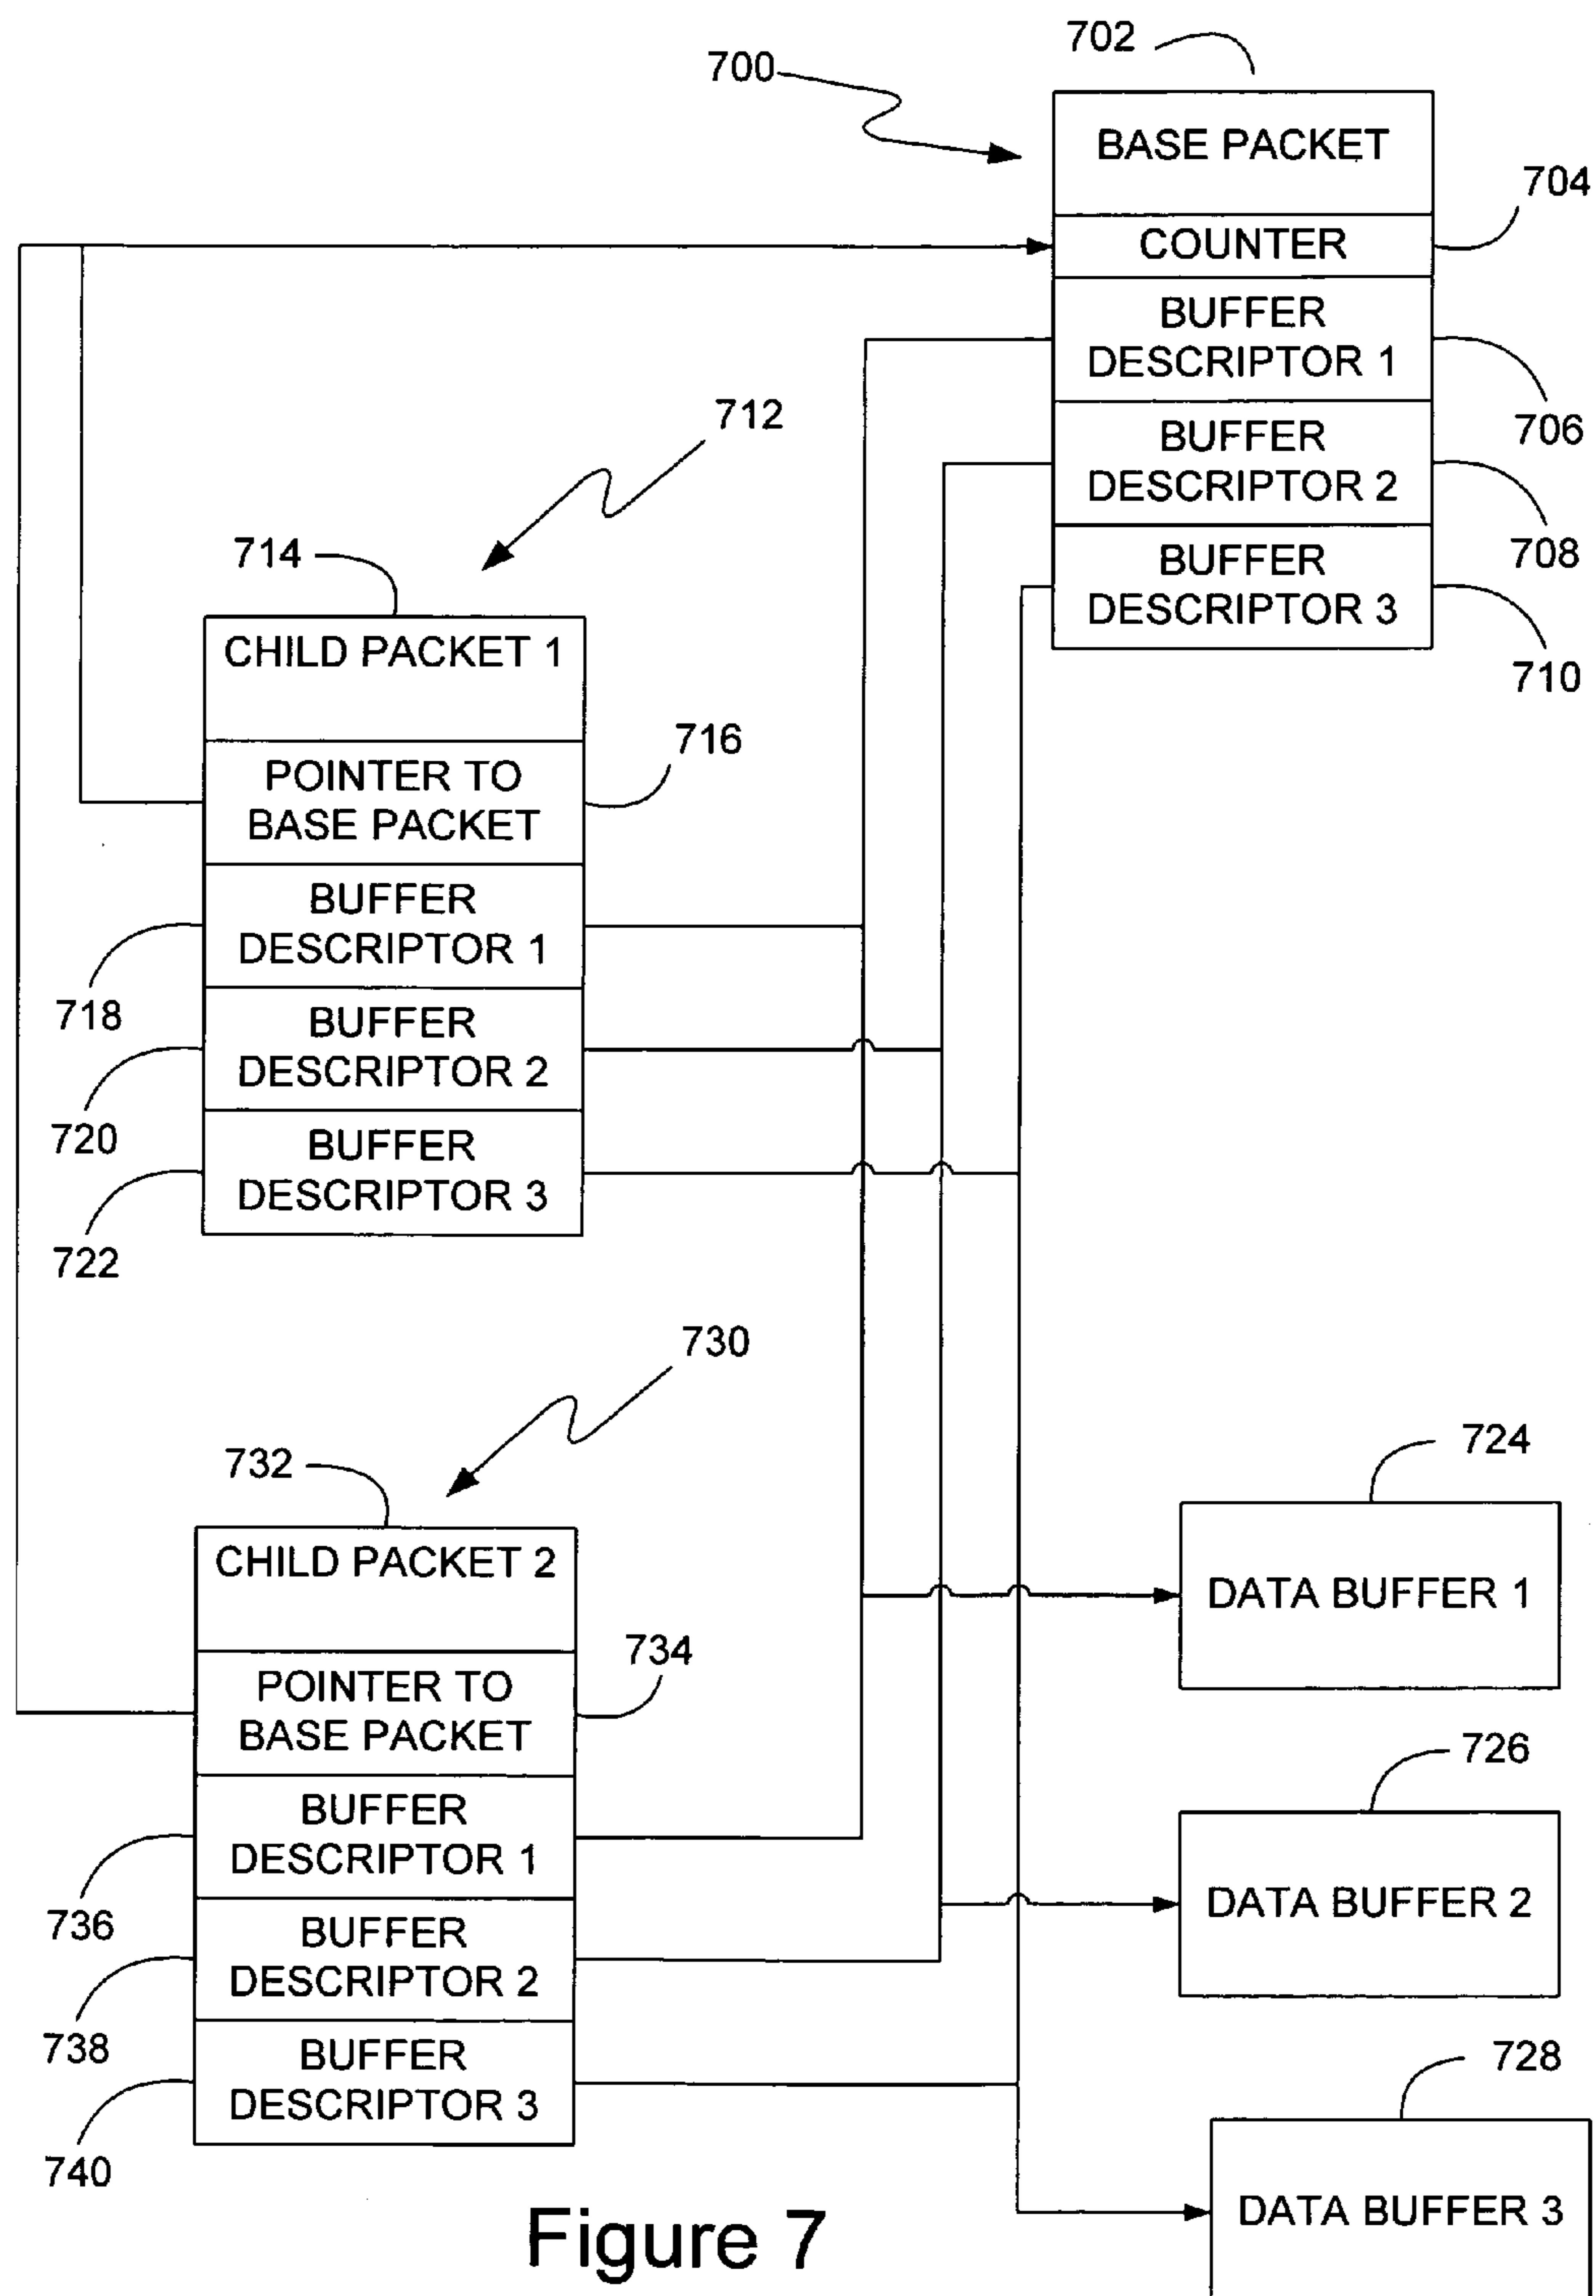 702
700
BASE PACKET
704
COUNTER
BUFFER
DESCRIPTOR 1
706
BUFFER
DESCRIPTOR 2
708
BUFFER
DESCRIPTOR 3
710
712
714
CHILD PACKET 1
716
POINTER TO
BASE PACKET
BUFFER
DESCRIPTOR 1
718
BUFFER
DESCRIPTOR 2
720
BUFFER
DESCRIPTOR 3
722
730
732
CHILD PACKET 2
734
POINTER TO
BASE PACKET
BUFFER
DESCRIPTOR 1
736
BUFFER
DESCRIPTOR 2
738
BUFFER
DESCRIPTOR 3
740
724
DATA BUFFER 1
726
DATA BUFFER 2
728
DATA BUFFER 3
Figure 7